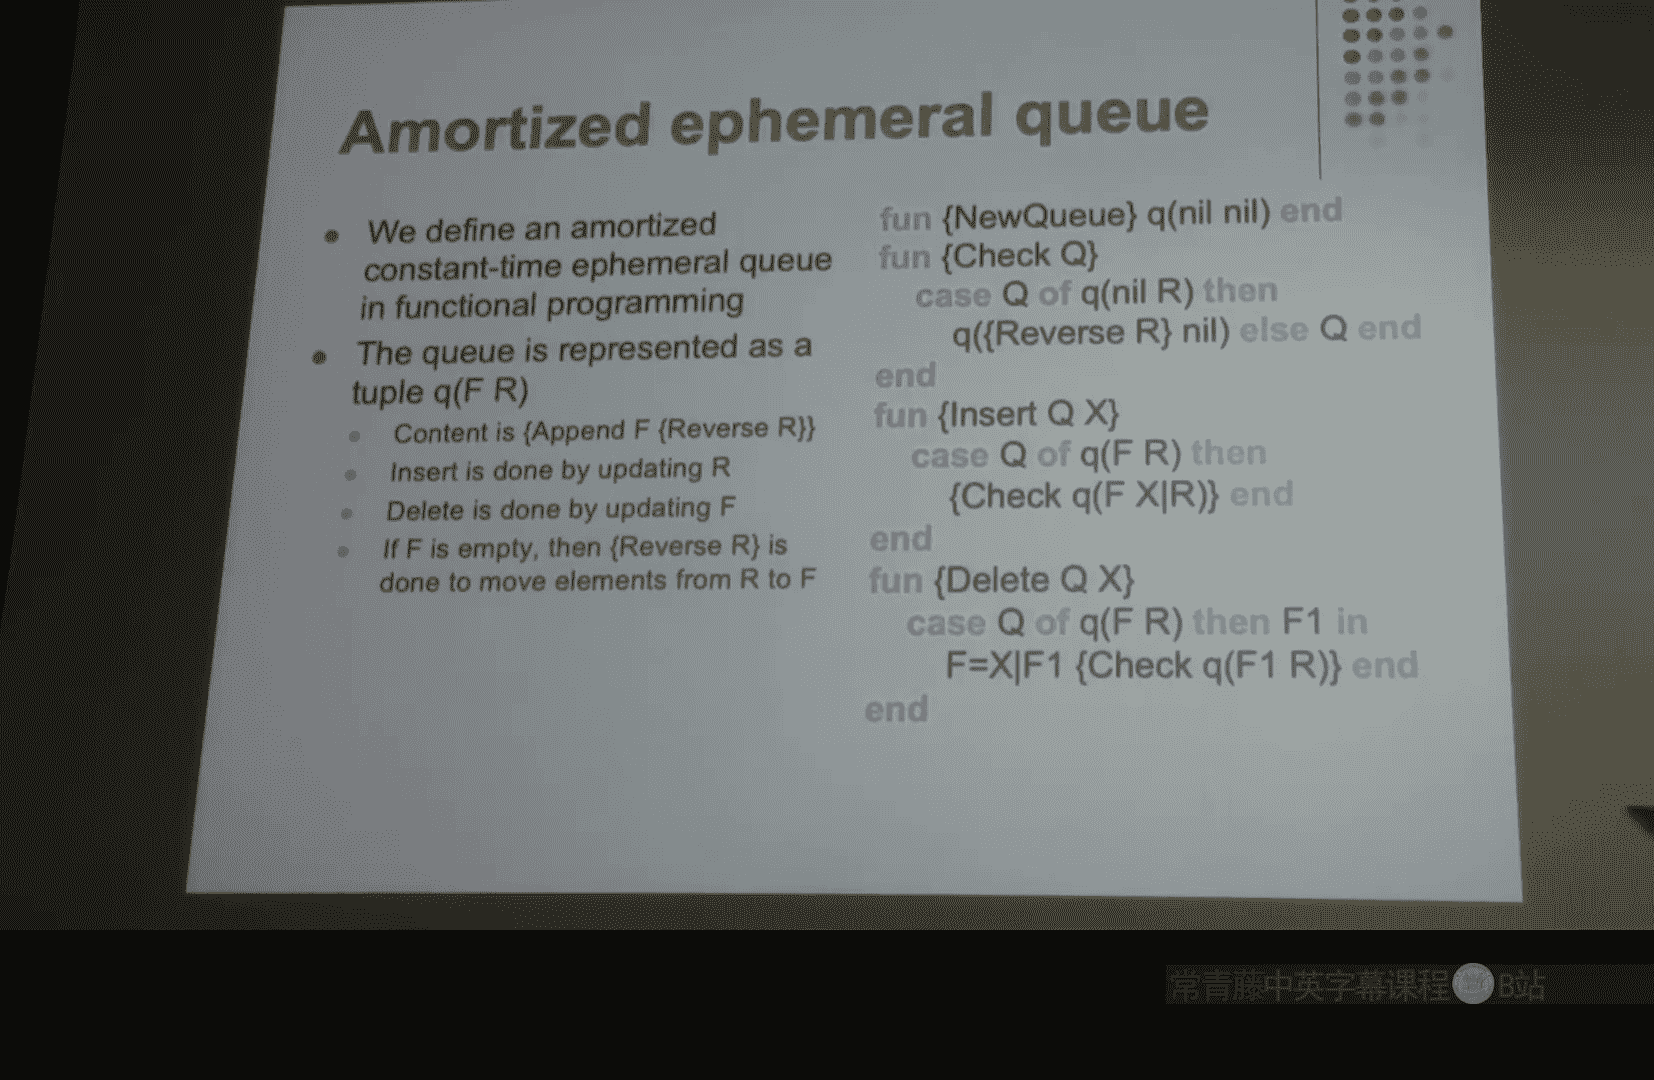 Amortized ephemeral queue
We define an amortized
constant-time ephemeral queue
in functional programming
The queue is represented as a
tuple q(F R)
Content is {Append F {Reverse R}}
Insert is done by updating R
Delete is done by updating F
If F is empty, then {Reverse R} is
done to move elements from R to F
fun {NewQueue} q(nil nil) end
fun {Check Q}
case Q of q(nil R) then
q({Reverse R} nil) else Q end
end
fun {Insert Q X}
case Q of q(F R) then
{Check q(F X|R)} end
end
fun {Delete Q X}
case Q of q(F R) then F1 in
F=X|F1 {Check q(F1 R)} end
end
常青藤中英字幕课程 B站